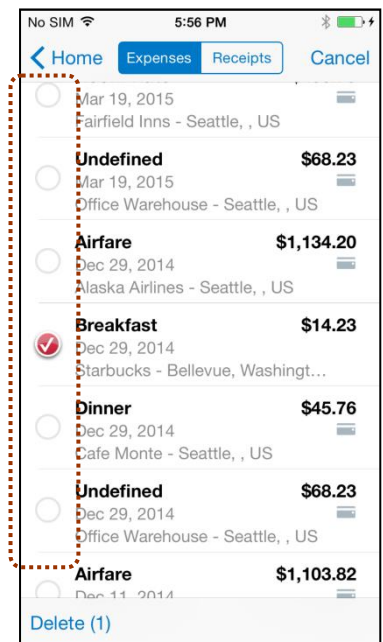 No SIM 5:56 PM
Home Expenses Receipts Cancel
Mar 19, 2015
Fairfield Inns - Seattle, , US
Undefined $68.23
Mar 19, 2015
Office Warehouse - Seattle, , US
Airfare $1,134.20
Dec 29, 2014
Alaska Airlines - Seattle, , US
Breakfast $14.23
Dec 29, 2014
Starbucks - Bellevue, Washingt…
Dinner $45.76
Dec 29, 2014
Cafe Monte - Seattle, , US
Undefined $68.23
Dec 29, 2014
Office Warehouse - Seattle, , US
Airfare $1,103.82
Dec 11, 2014
Delete (1)